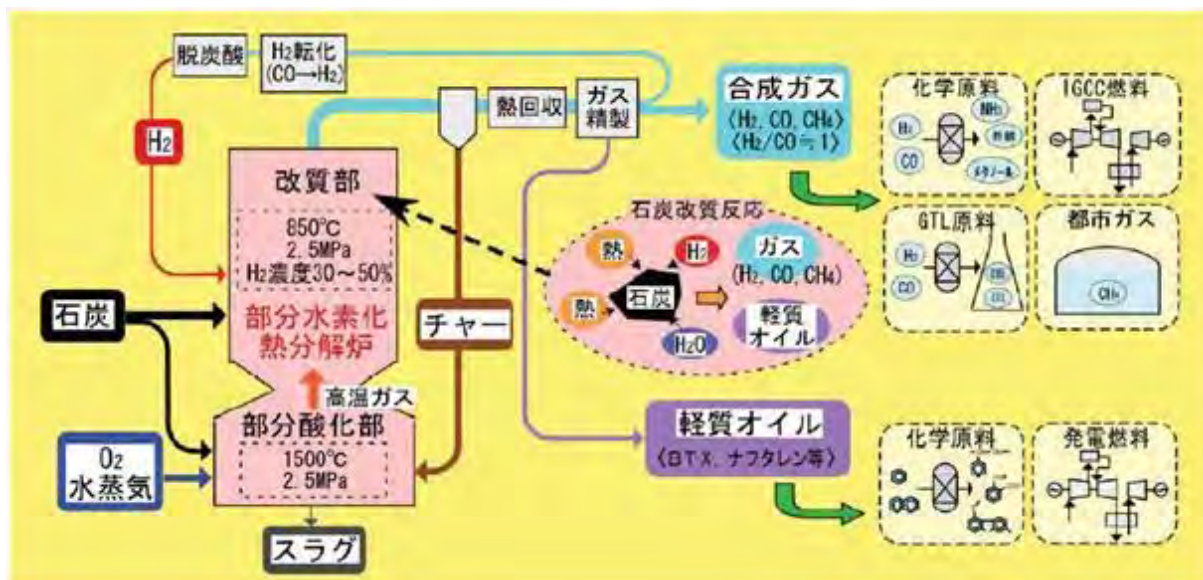 脱炭酸
H2転化
(CO→H2)
H2
熱回収
ガス
精製
合成ガス
〈H2, CO, CH4〉
〈H2/CO≒1〉
化学原料
H2
CO
NH3
酢酸
メタノール
IGCC燃料
改質部
850℃
2.5MPa
H2濃度30～50%
部分水素化
熱分解炉
石炭
チャー
石炭改質反応
熱
H2
ガス
(H2, CO, CH4)
熱
石炭
H2O
軽質
オイル
GTL原料
H2
CO
都市ガス
CH4
高温ガス
部分酸化部
1500℃
2.5MPa
O2
水蒸気
スラグ
軽質オイル
〈BTX, ナフタレン等〉
化学原料
発電燃料